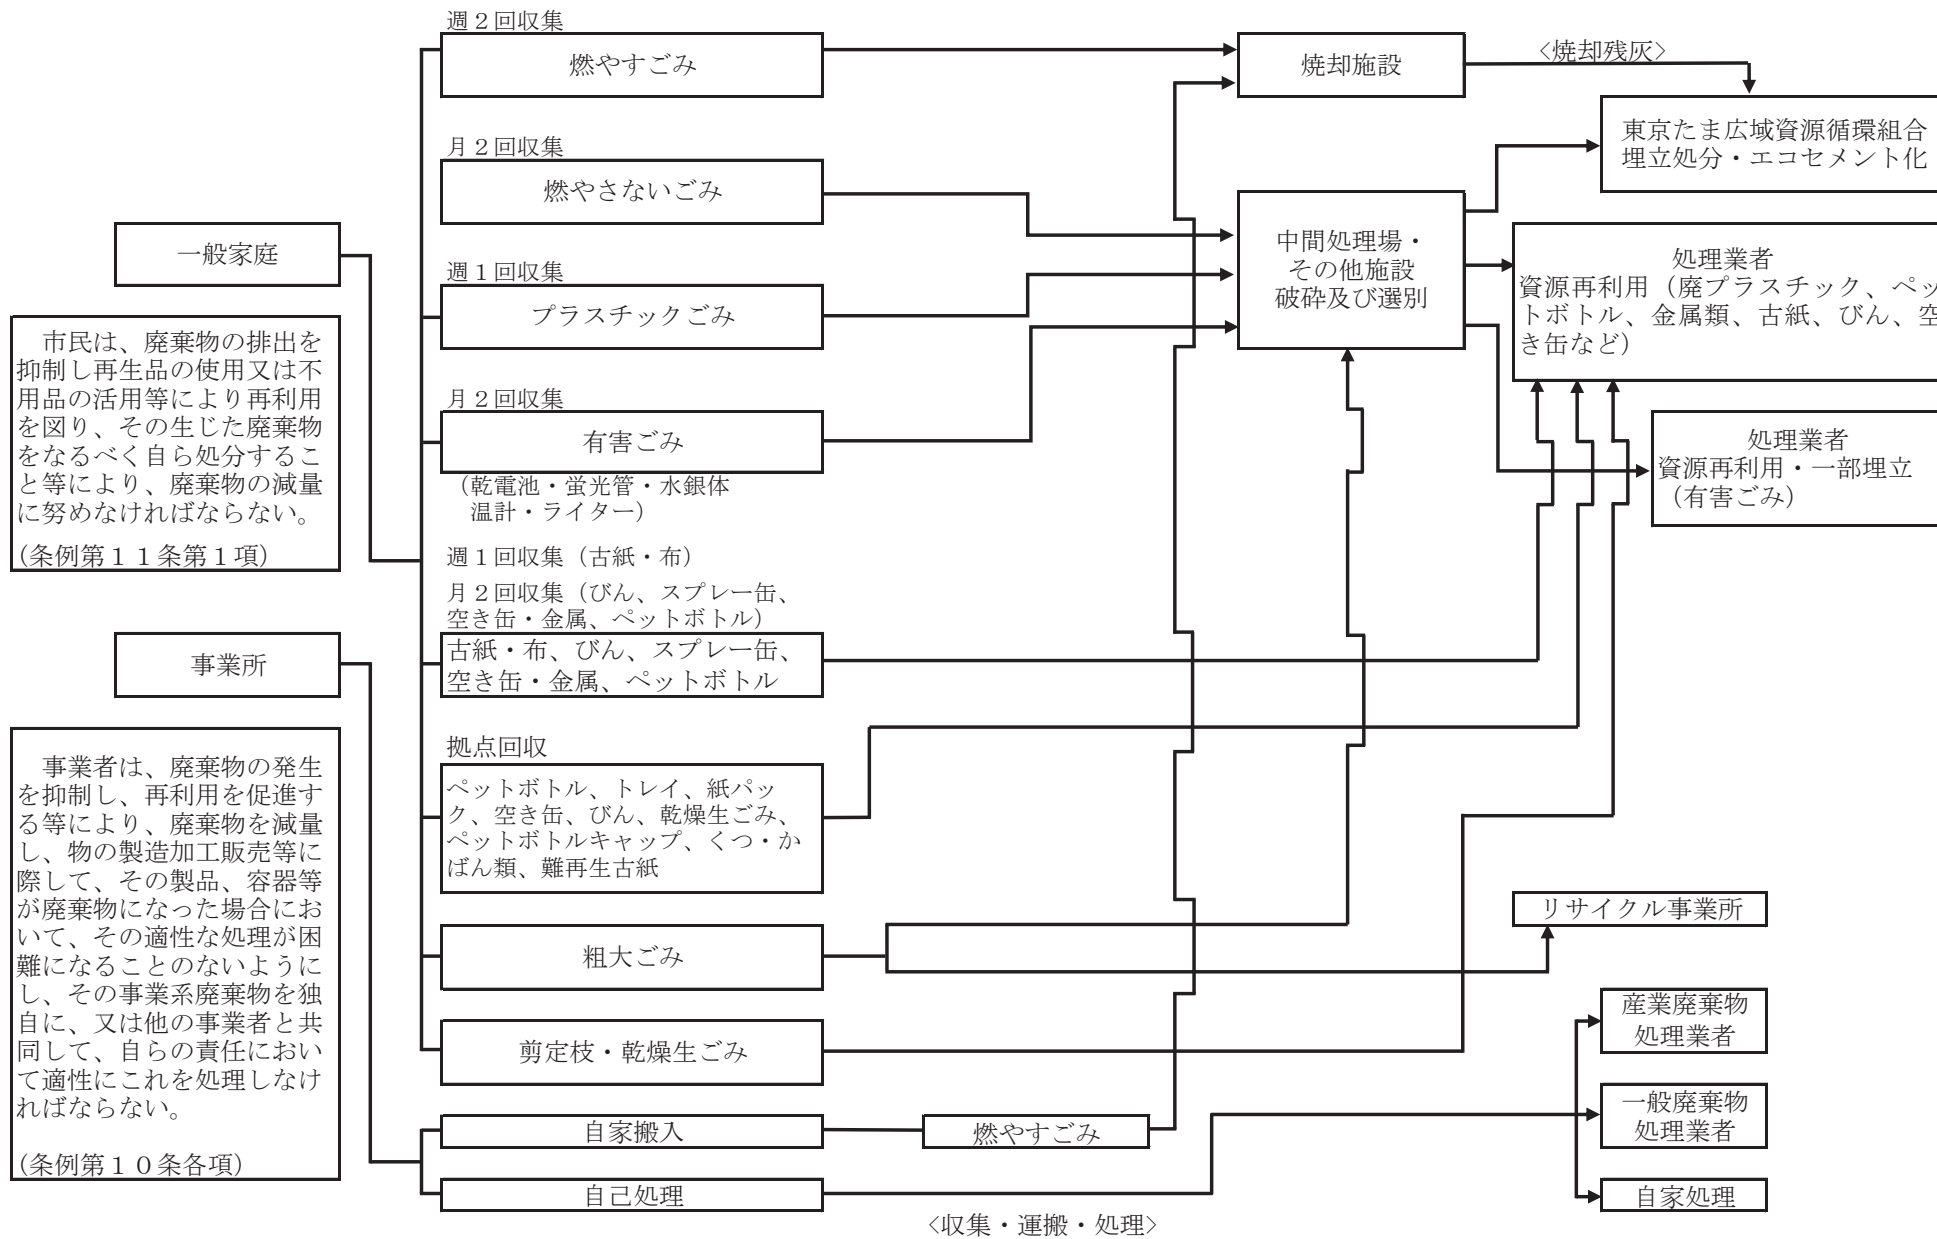 週２回収集
燃やすごみ
月２回収集
燃やさないごみ
週１回収集
プラスチックごみ
月２回収集
有害ごみ
（乾電池・蛍光管・水銀体
温計・ライター）
週１回収集（古紙・布）
月２回収集（びん、スプレー缶、
空き缶・金属、ペットボトル）
古紙・布、びん、スプレー缶、
空き缶・金属、ペットボトル
拠点回収
ペットボトル、トレイ、紙パッ
ク、空き缶、びん、乾燥生ごみ、
ペットボトルキャップ、くつ・か
ばん類、難再生古紙
粗大ごみ
剪定枝・乾燥生ごみ
自家搬入
燃やすごみ
自己処理
一般家庭
市民は、廃棄物の排出を
抑制し再生品の使用又は不
用品の活用等により再利用
を図り、その生じた廃棄物
をなるべく自ら処分するこ
と等により、廃棄物の減量
に努めなければならない。
（条例第１１条第１項）
事業所
事業者は、廃棄物の発生
を抑制し、再利用を促進す
る等により、廃棄物を減量
し、物の製造加工販売等に
際して、その製品、容器等
が廃棄物になった場合にお
いて、その適性な処理が困
難になることのないように
し、その事業系廃棄物を独
自に、又は他の事業者と共
同して、自らの責任におい
て適性にこれを処理しなけ
ればならない。
（条例第１０条各項）
焼却施設
〈焼却残灰〉
東京たま広域資源循環組合
埋立処分・エコセメント化
中間処理場・
その他施設
破砕及び選別
処理業者
資源再利用（廃プラスチック、ペッ
トボトル、金属類、古紙、びん、空
き缶など）
処理業者
資源再利用・一部埋立
（有害ごみ）
リサイクル事業所
産業廃棄物
処理業者
一般廃棄物
処理業者
自家処理
〈収集・運搬・処理〉